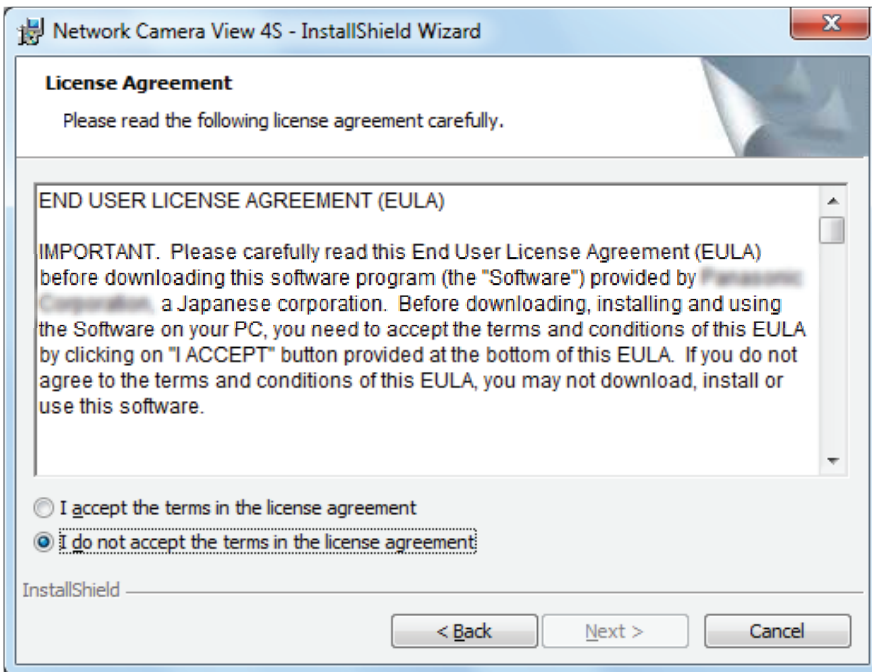 Network Camera View 4S - InstallShield Wizard
License Agreement
Please read the following license agreement carefully.
END USER LICENSE AGREEMENT (EULA)
IMPORTANT.  Please carefully read this End User License Agreement (EULA)
before downloading this software program (the "Software") provided by
a Japanese corporation.  Before downloading, installing and using
the Software on your PC, you need to accept the terms and conditions of this EULA
by clicking on "I ACCEPT" button provided at the bottom of this EULA.  If you do not
agree to the terms and conditions of this EULA, you may not download, install or
use this software.
I accept the terms in the license agreement
I do not accept the terms in the license agreement
InstallShield
< Back
Next >
Cancel